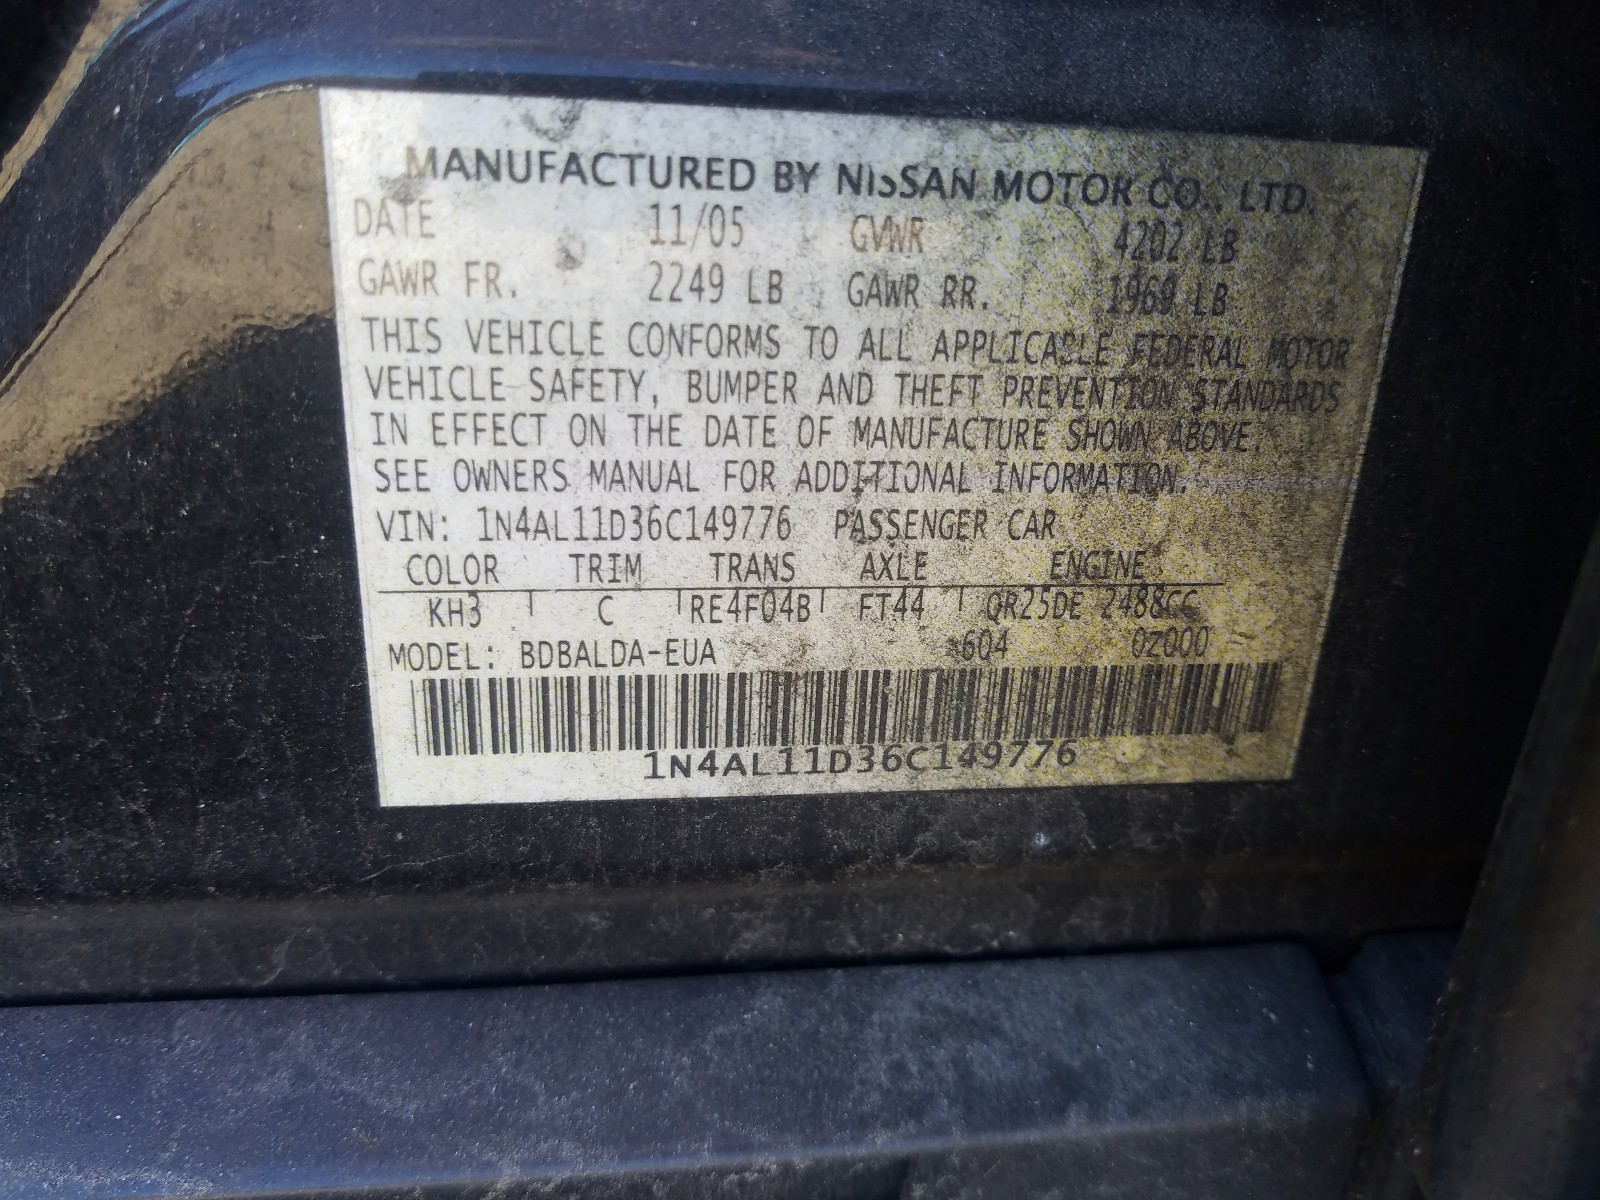 MANUFACTURED BY NISSAN MOTOR CO., LTD.
DATE 11/05 GVWR 4202 LB
GAWR FR. 2249 LB GAWR RR. 1969 LB
THIS VEHICLE CONFORMS TO ALL APPLICABLE FEDERAL MOTOR
VEHICLE SAFETY, BUMPER AND THEFT PREVENTION STANDARDS
IN EFFECT ON THE DATE OF MANUFACTURE SHOWN ABOVE.
SEE OWNERS MANUAL FOR ADDITIONAL INFORMATION.
VIN: 1N4AL11D36C149776 PASSENGER CAR
COLOR TRIM TRANS AXLE ENGINE
KH3 C RE4F04B FT44 QR25DE 2488CC
MODEL: BDBALDA-EUA 604 0Z000
1N4AL11D36C149776